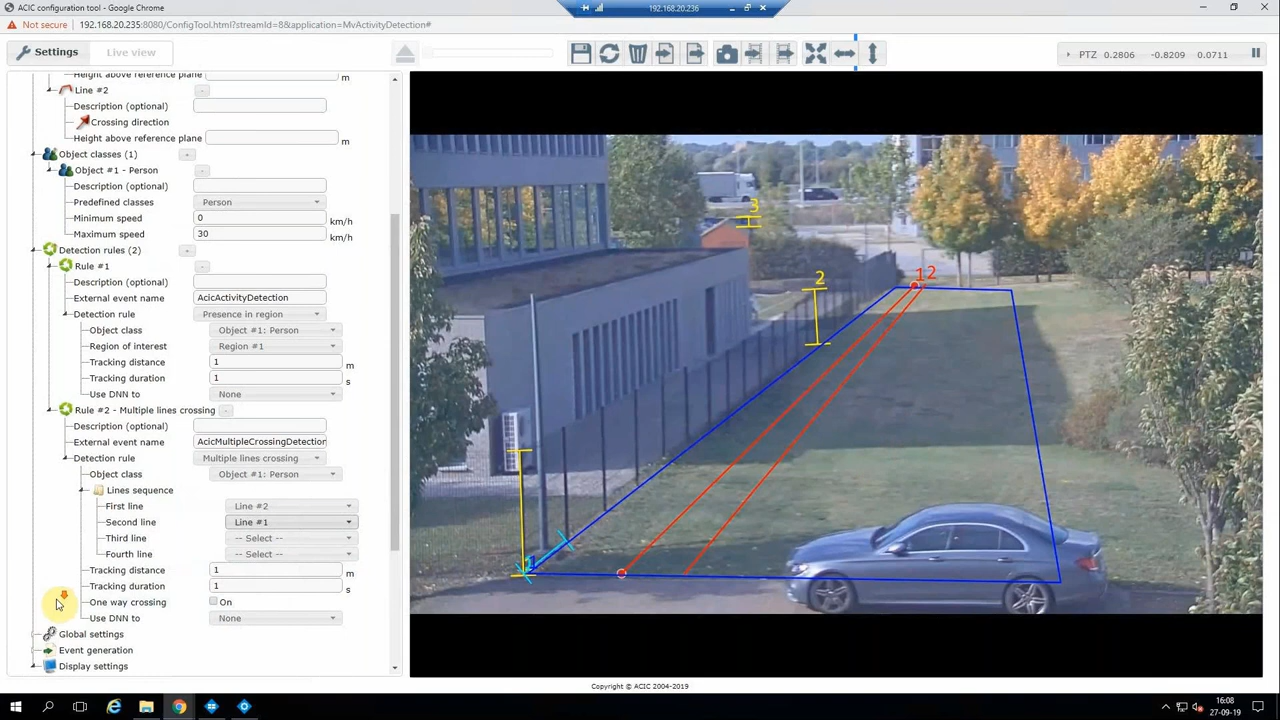 ACIC configuration tool - Google Chrome
192.168.20.236
Not secure 192.168.20.235:8080/ConfigTool.html?streamId=8&application=MvActivityDetection#
Settings
Live view
PTZ 0.2806 -0.8209 0.0711
Height above reference plane m
Line #2 -
Description (optional)
Crossing direction
Height above reference plane m
Object classes (1) -
Object #1 - Person -
Description (optional)
Predefined classes Person
Minimum speed 0 km/h
Maximum speed 30 km/h
Detection rules (2) -
Rule #1 -
Description (optional)
External event name AcicActivityDetection
Detection rule Presence in region
Object class Object #1: Person
Region of interest Region #1
Tracking distance 1 m
Tracking duration 1 s
Use DNN to None
Rule #2 - Multiple lines crossing -
Description (optional)
External event name AcicMultipleCrossingDetection
Detection rule Multiple lines crossing
Object class Object #1: Person
Lines sequence
First line Line #2
Second line Line #1
Third line -- Select --
Fourth line -- Select --
Tracking distance 1 m
Tracking duration 1 s
One way crossing On
Use DNN to None
Global settings
Event generation
Display settings
3
2
1 2
1
Copyright © ACIC 2004-2019
16:08
27-09-19